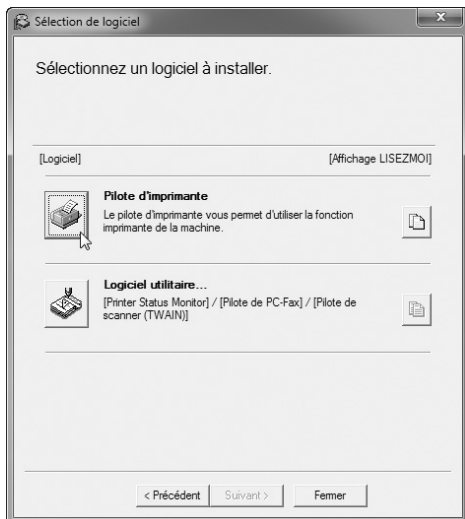 Sélection de logiciel
Sélectionnez un logiciel à installer.
[Logiciel] [Affichage LISEZMOI]
Pilote d'imprimante
Le pilote d'imprimante vous permet d'utiliser la fonction
imprimante de la machine.
Logiciel utilitaire...
[Printer Status Monitor] / [Pilote de PC-Fax] / [Pilote de
scanner (TWAIN)]
< Précédent Suivant > Fermer